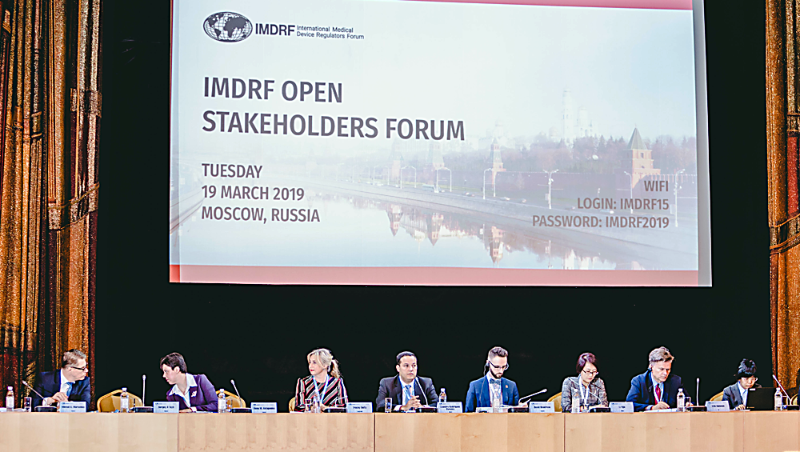 IMDRF International Medical
Device Regulators Forum
IMDRF OPEN
STAKEHOLDERS FORUM
TUESDAY
19 MARCH 2019
MOSCOW, RUSSIA
WIFI
LOGIN: IMDRF15
PASSWORD: IMDRF2019